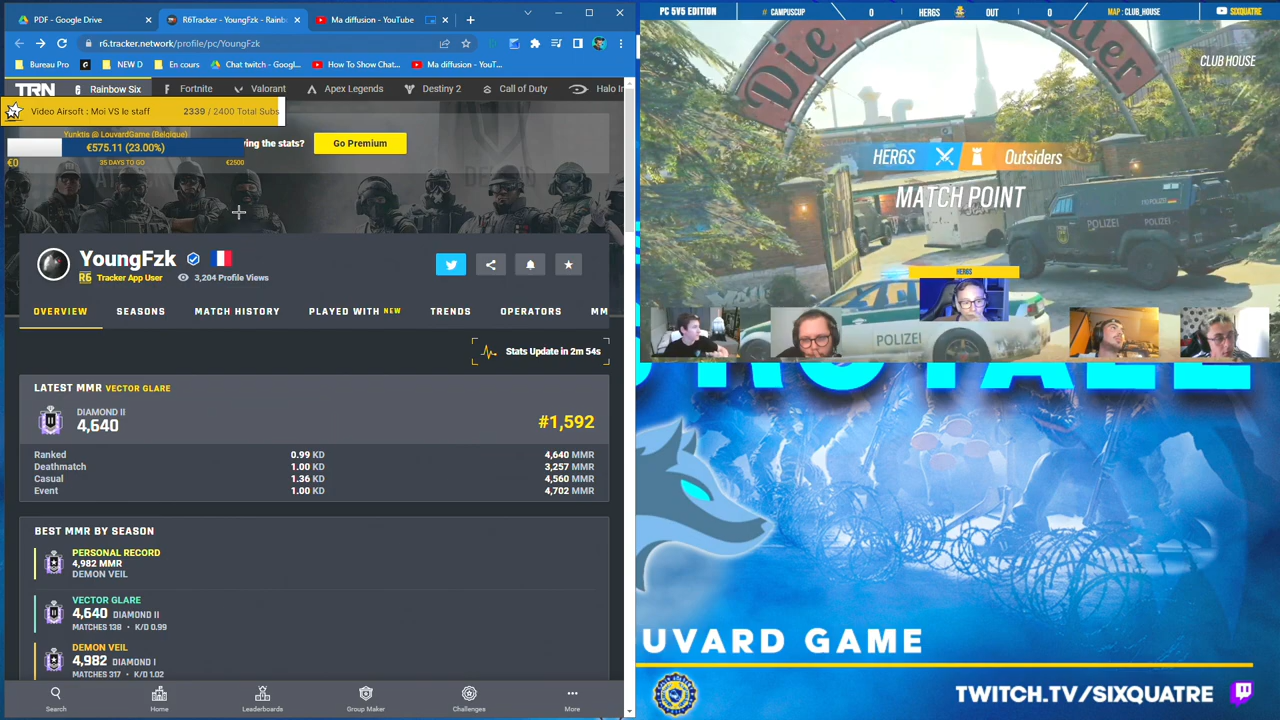 PDF - Google Drive
R6Tracker - YoungFzk - Rainbo
Ma diffusion - YouTube
r6.tracker.network/profile/pc/YoungFzk
Bureau Pro
NEW D
En cours
Chat twitch - Googl...
How To Show Chat...
Ma diffusion - YouT...
TRN
Rainbow Six
Fortnite
Valorant
Apex Legends
Destiny 2
Call of Duty
Halo In
Video Airsoft : Moi VS le staff
2339 / 2400 Total Subs
Yunktis @ LouvardGame (Belgique)
€575.11 (23.00%)
€0
35 DAYS TO GO
€2500
ying the stats?
Go Premium
YoungFzk
R6 Tracker App User
3,204 Profile Views
OVERVIEW
SEASONS
MATCH HISTORY
PLAYED WITH NEW
TRENDS
OPERATORS
MM
Stats Update in 2m 54s
LATEST MMR VECTOR GLARE
DIAMOND II
4,640
#1,592
Ranked 0.99 KD 4,640 MMR
Deathmatch 1.00 KD 3,257 MMR
Casual 1.36 KD 4,560 MMR
Event 1.00 KD 4,702 MMR
BEST MMR BY SEASON
PERSONAL RECORD
4,982 MMR
DEMON VEIL
VECTOR GLARE
4,640 DIAMOND II
MATCHES 138 • K/D 0.99
DEMON VEIL
4,982 DIAMOND I
MATCHES 317 • K/D 1.02
Search
Home
Leaderboards
Group Maker
Challenges
More
PC 5V5 EDITION
# CAMPUSCUP
0
HER6S
OUT
0
MAP : CLUB_HOUSE
SIXQUATRE
Die
CLUB HOUSE
HER6S
Outsiders
MATCH POINT
POLIZEI
POLIZEI
HER6S
POLIZEI
UVARD GAME
TWITCH.TV/SIXQUATRE